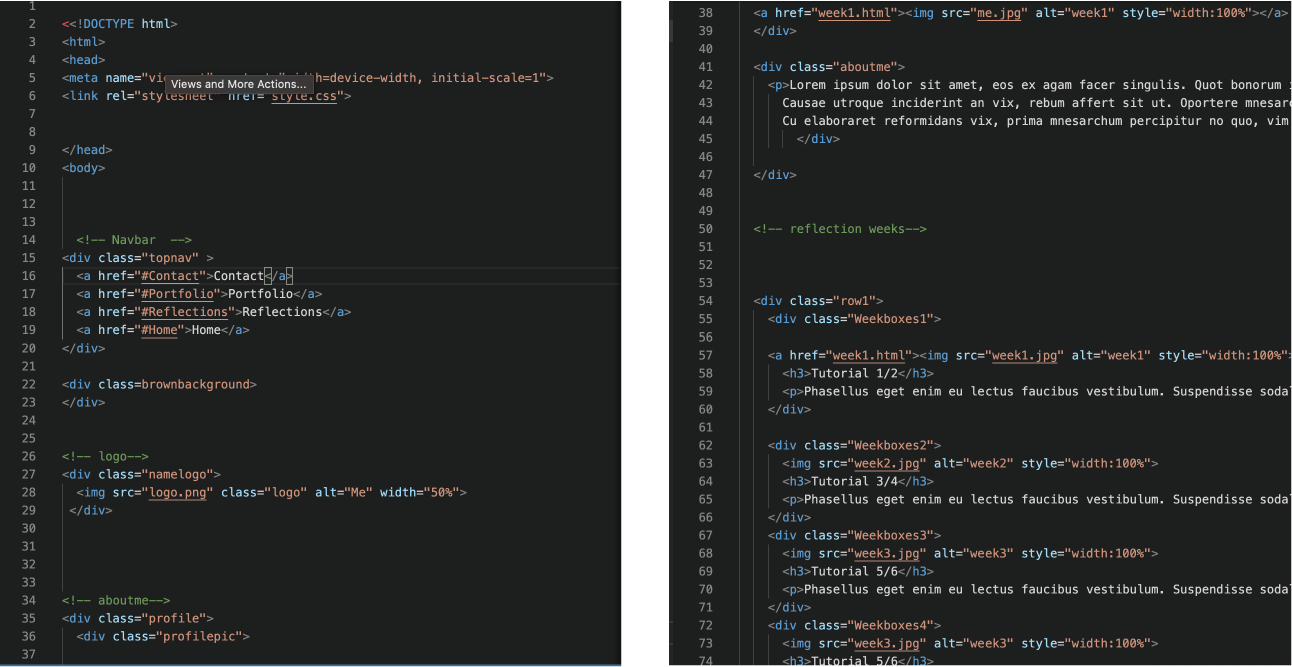 1
2 <<!DOCTYPE html>
3 <html>
4 <head>
5 <meta name="vie width=device-width, initial-scale=1">
Views and More Actions...
6 <link rel="stylesheet" href="style.css">
7
8
9 </head>
10 <body>
11
12
13
14 <!-- Navbar  -->
15 <div class="topnav" >
16 <a href="#Contact">Contact</a>
17 <a href="#Portfolio">Portfolio</a>
18 <a href="#Reflections">Reflections</a>
19 <a href="#Home">Home</a>
20 </div>
21
22 <div class=brownbackground>
23 </div>
24
25
26 <!-- logo-->
27 <div class="namelogo">
28 <img src="logo.png" class="logo" alt="Me" width="50%">
29 </div>
30
31
32
33
34 <!-- aboutme-->
35 <div class="profile">
36 <div class="profilepic">
37
38 <a href="week1.html"><img src="me.jpg" alt="week1" style="width:100%"></a>
39 </div>
40
41 <div class="aboutme">
42 <p>Lorem ipsum dolor sit amet, eos ex agam facer singulis. Quot bonorum
43 Causae utroque inciderint an vix, rebum affert sit ut. Oportere mnesar
44 Cu elaboraret reformidans vix, prima mnesarchum percipitur no quo, vim
45 </div>
46
47 </div>
48
49
50 <!-- reflection weeks-->
51
52
53
54 <div class="row1">
55 <div class="Weekboxes1">
56
57 <a href="week1.html"><img src="week1.jpg" alt="week1" style="width:100%"
58 <h3>Tutorial 1/2</h3>
59 <p>Phasellus eget enim eu lectus faucibus vestibulum. Suspendisse soda
60 </div>
61
62 <div class="Weekboxes2">
63 <img src="week2.jpg" alt="week2" style="width:100%">
64 <h3>Tutorial 3/4</h3>
65 <p>Phasellus eget enim eu lectus faucibus vestibulum. Suspendisse soda
66 </div>
67 <div class="Weekboxes3">
68 <img src="week3.jpg" alt="week3" style="width:100%">
69 <h3>Tutorial 5/6</h3>
70 <p>Phasellus eget enim eu lectus faucibus vestibulum. Suspendisse soda
71 </div>
72 <div class="Weekboxes4">
73 <img src="week3.jpg" alt="week3" style="width:100%">
74 <h3>Tutorial 5/6</h3>